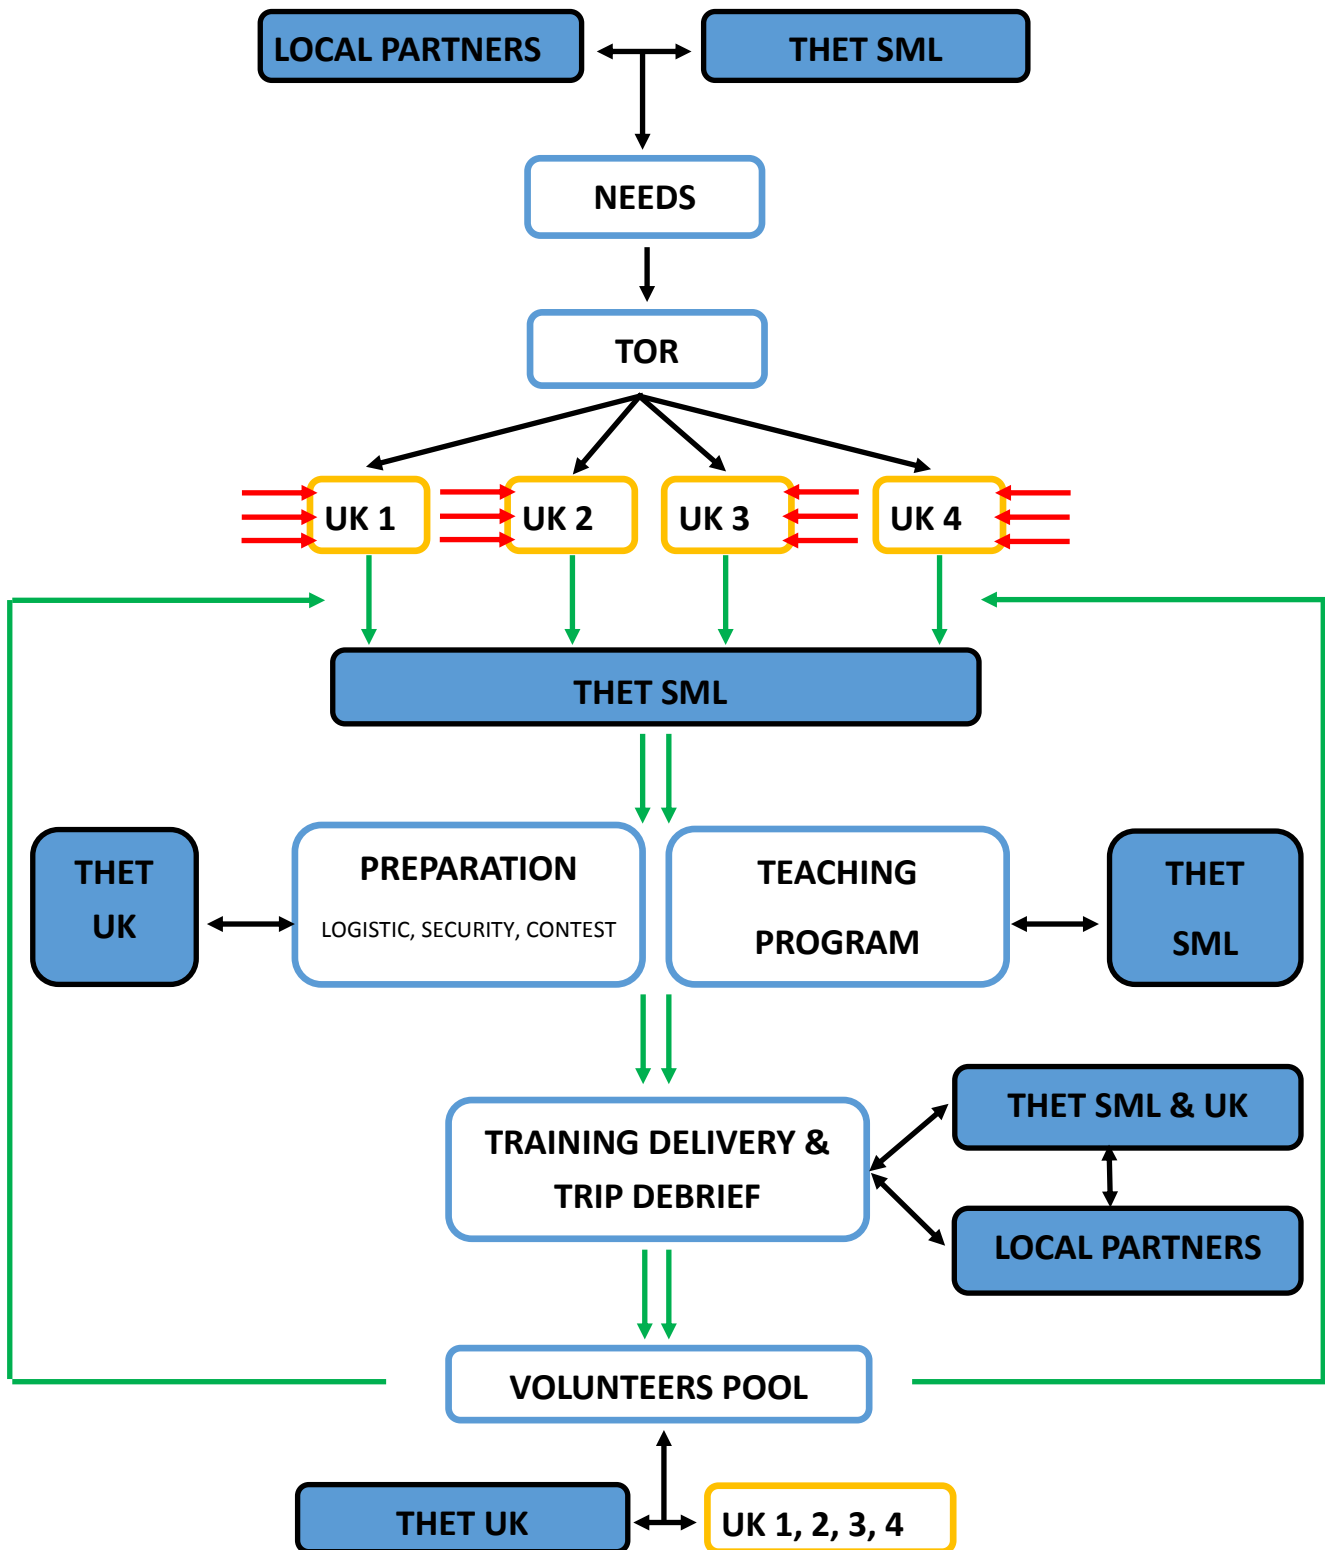 LOCAL PARTNERS
THET SML
NEEDS
TOR
UK 1
UK 2
UK 3
UK 4
THET SML
THET
UK
PREPARATION
LOGISTIC, SECURITY, CONTEST
TEACHING
PROGRAM
THET
SML
TRAINING DELIVERY &
TRIP DEBRIEF
THET SML & UK
LOCAL PARTNERS
VOLUNTEERS POOL
THET UK
UK 1, 2, 3, 4